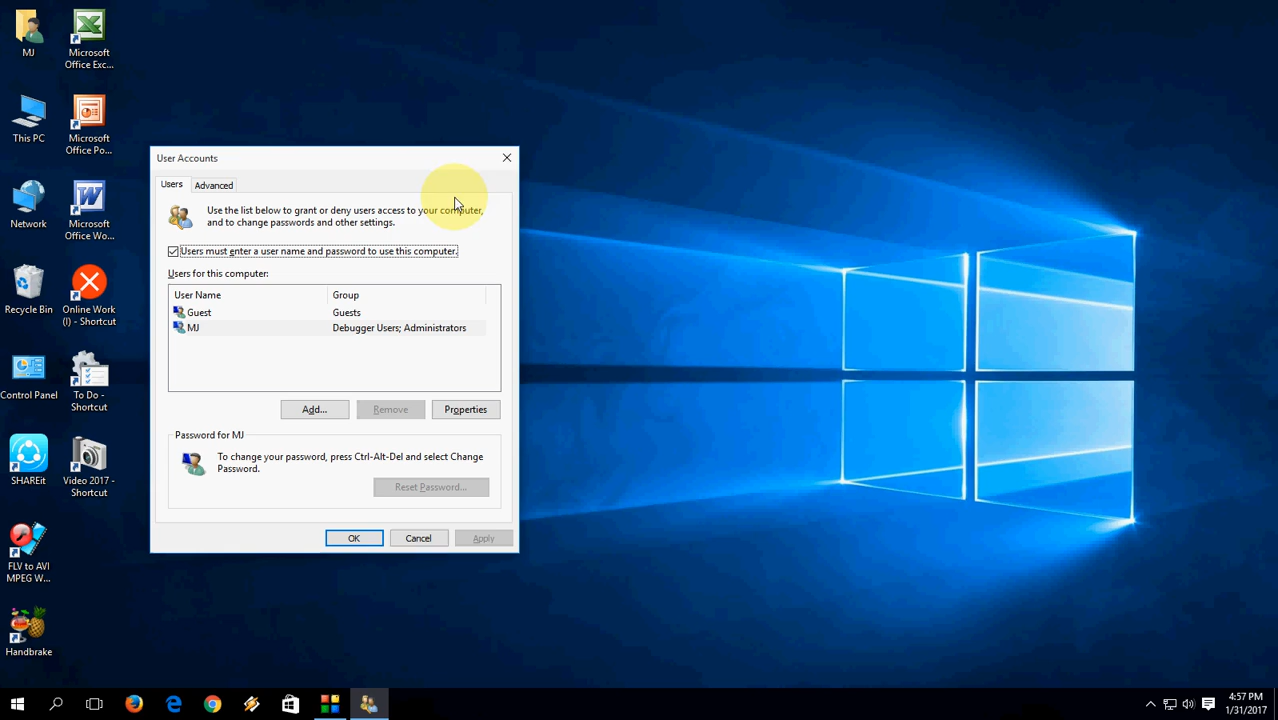 MJ
Microsoft
Office Exc...
This PC
Microsoft
Office Po...
Network
Microsoft
Office Wo...
Recycle Bin
Online Work
(I) - Shortcut
Control Panel
To Do -
Shortcut
SHAREit
Video 2017 -
Shortcut
FLV to AVI
MPEG W...
Handbrake
User Accounts
Users
Advanced
Use the list below to grant or deny users access to your computer,
and to change passwords and other settings.
Users must enter a user name and password to use this computer.
Users for this computer:
User Name Group
Guest Guests
MJ Debugger Users; Administrators
Add... Remove Properties
Password for MJ
To change your password, press Ctrl-Alt-Del and select Change
Password.
Reset Password...
OK Cancel Apply
4:57 PM
1/31/2017